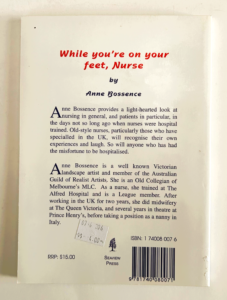 While you're on your
feet, Nurse
by
Anne Bossence
Anne Bossence provides a light-hearted look at
nursing in general, and patients in particular, in
the days not so long ago when nurses were hospital
trained. Old-style nurses, particularly those who have
specialised in the UK, will recognise their own
experiences and laugh. So will anyone who has had
the misfortune to be hospitalised.
Anne Bossence is a well known Victorian
landscape artist and member of the Australian
Guild of Realist Artists. She is an Old Collegian of
Melbourne's MLC. As a nurse, she trained at The
Alfred Hospital and is a League member. After
working in the UK for two years, she did midwifery
at The Queen Victoria, and several years in theatre at
Prince Henry's, before taking a position as a nanny in
Italy.
RRP: $15.00
Seaview
Press
ISBN 1 74008 007 6
9 781740 080071